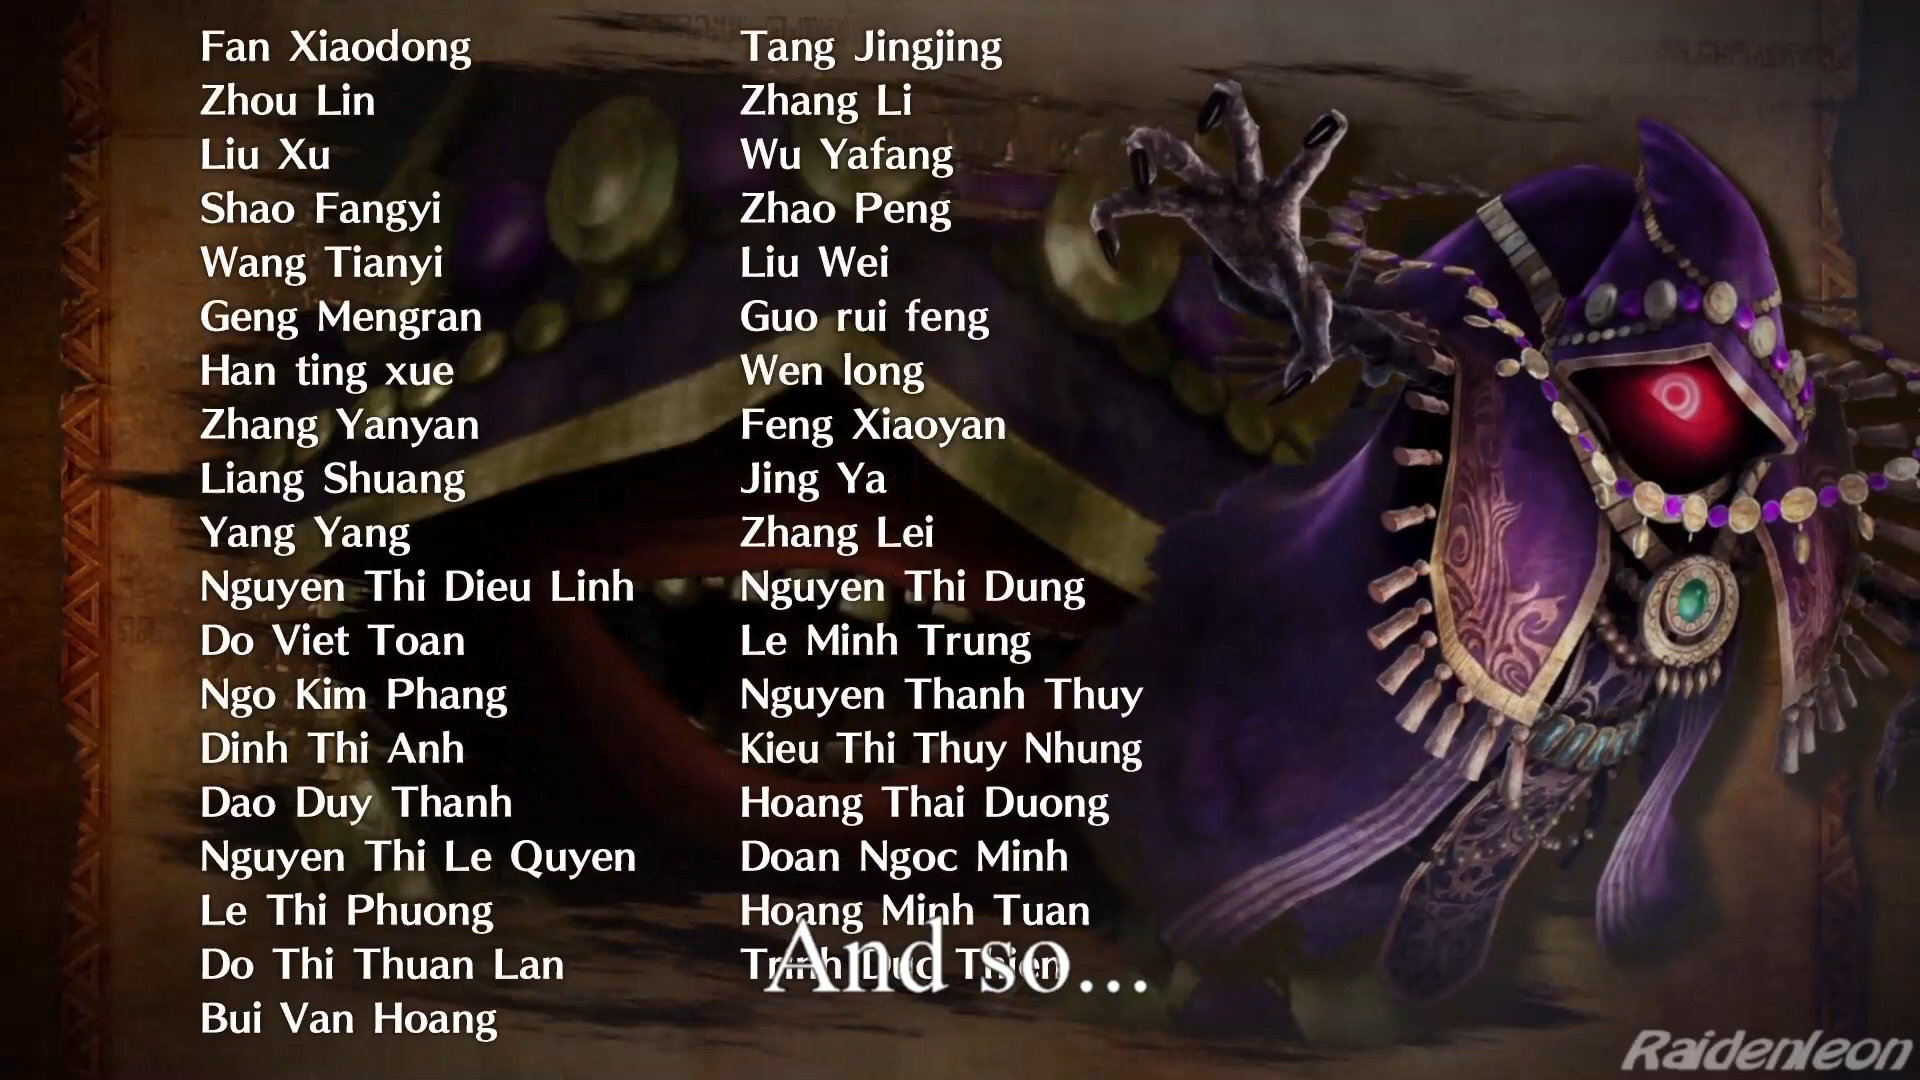 Fan Xiaodong
Zhou Lin
Liu Xu
Shao Fangyi
Wang Tianyi
Geng Mengran
Han ting xue
Zhang Yanyan
Liang Shuang
Yang Yang
Nguyen Thi Dieu Linh
Do Viet Toan
Ngo Kim Phang
Dinh Thi Anh
Dao Duy Thanh
Nguyen Thi Le Quyen
Le Thi Phuong
Do Thi Thuan Lan
Bui Van Hoang
Tang Jingjing
Zhang Li
Wu Yafang
Zhao Peng
Liu Wei
Guo rui feng
Wen long
Feng Xiaoyan
Jing Ya
Zhang Lei
Nguyen Thi Dung
Le Minh Trung
Nguyen Thanh Thuy
Kieu Thi Thuy Nhung
Hoang Thai Duong
Doan Ngoc Minh
Hoang Minh Tuan
Trinh Duc Thien
And so...
Raidenleon